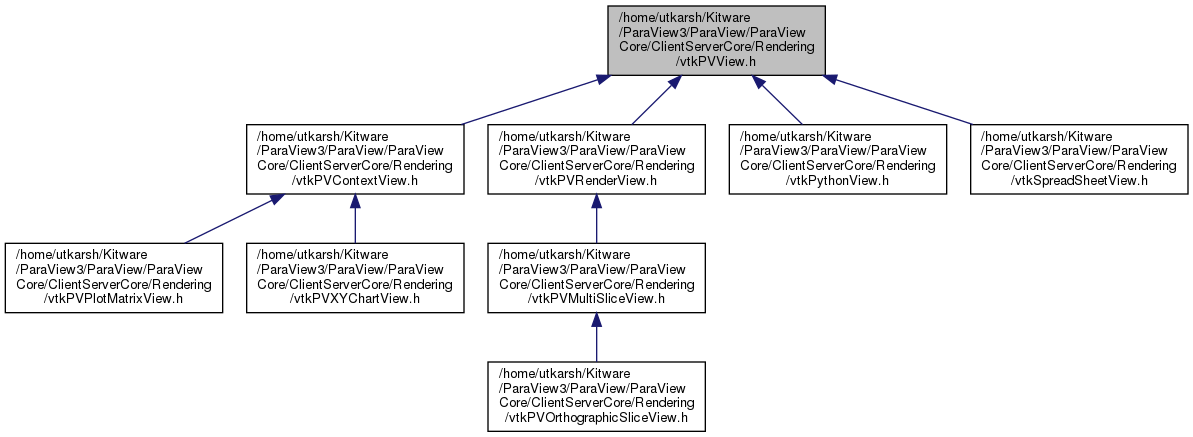 /home/utkarsh/Kitware
/ParaView3/ParaView/ParaView
Core/ClientServerCore/Rendering
/vtkPVView.h
/home/utkarsh/Kitware
/ParaView3/ParaView/ParaView
Core/ClientServerCore/Rendering
/vtkPVContextView.h
/home/utkarsh/Kitware
/ParaView3/ParaView/ParaView
Core/ClientServerCore/Rendering
/vtkPVRenderView.h
/home/utkarsh/Kitware
/ParaView3/ParaView/ParaView
Core/ClientServerCore/Rendering
/vtkPythonView.h
/home/utkarsh/Kitware
/ParaView3/ParaView/ParaView
Core/ClientServerCore/Rendering
/vtkSpreadSheetView.h
/home/utkarsh/Kitware
/ParaView3/ParaView/ParaView
Core/ClientServerCore/Rendering
/vtkPVPlotMatrixView.h
/home/utkarsh/Kitware
/ParaView3/ParaView/ParaView
Core/ClientServerCore/Rendering
/vtkPVXYChartView.h
/home/utkarsh/Kitware
/ParaView3/ParaView/ParaView
Core/ClientServerCore/Rendering
/vtkPVMultiSliceView.h
/home/utkarsh/Kitware
/ParaView3/ParaView/ParaView
Core/ClientServerCore/Rendering
/vtkPVOrthographicSliceView.h